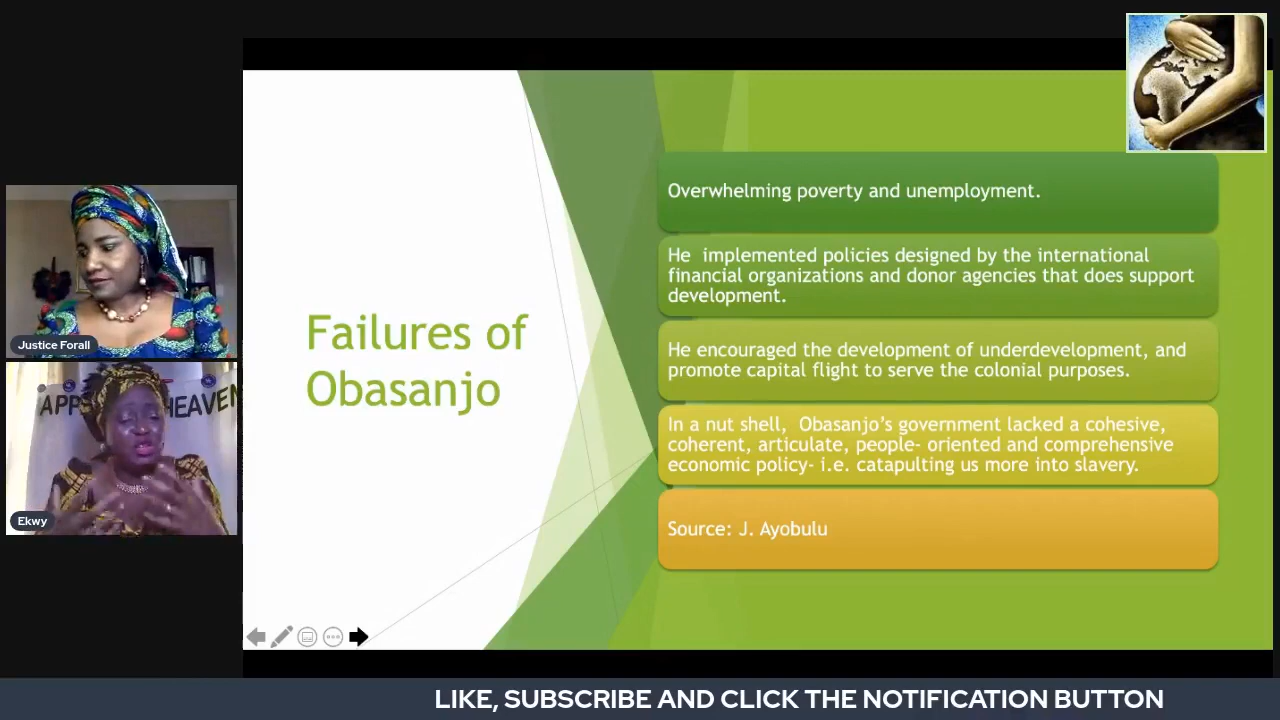 Failures of
Obasanjo
Overwhelming poverty and unemployment.
He  implemented policies designed by the international
financial organizations and donor agencies that does support
development.
He encouraged the development of underdevelopment, and
promote capital flight to serve the colonial purposes.
In a nut shell,  Obasanjo's government lacked a cohesive,
coherent, articulate, people- oriented and comprehensive
economic policy- i.e. catapulting us more into slavery.
Source: J. Ayobulu
Justice Forall
HEAVEN
Ekwy
LIKE, SUBSCRIBE AND CLICK THE NOTIFICATION BUTTON